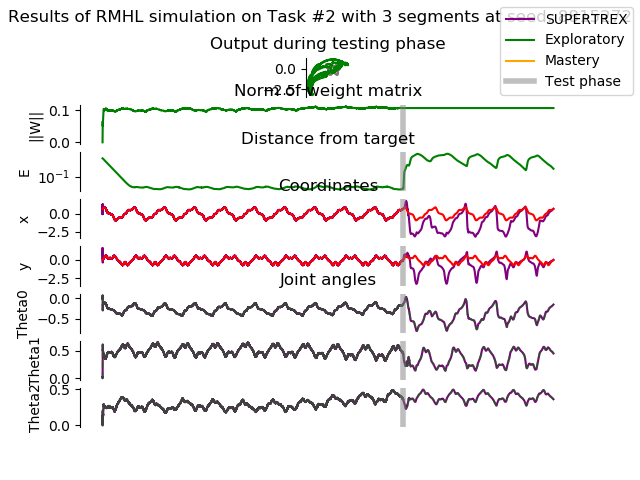 Results of RMHL simulation on Task #2 with 3 segments at
SUPERTREX
Exploratory
Mastery
Test phase
Output during testing phase
0.0
−2.5
Norm of weight matrix
0.1
0.0
||W||
Distance from target
10⁻¹
E
Coordinates
0.0
−2.5
x
0.0
−2.5
y
Joint angles
0.0
−0.5
Theta0
0.5
0.0
Theta1
0.5
0.0
Theta2